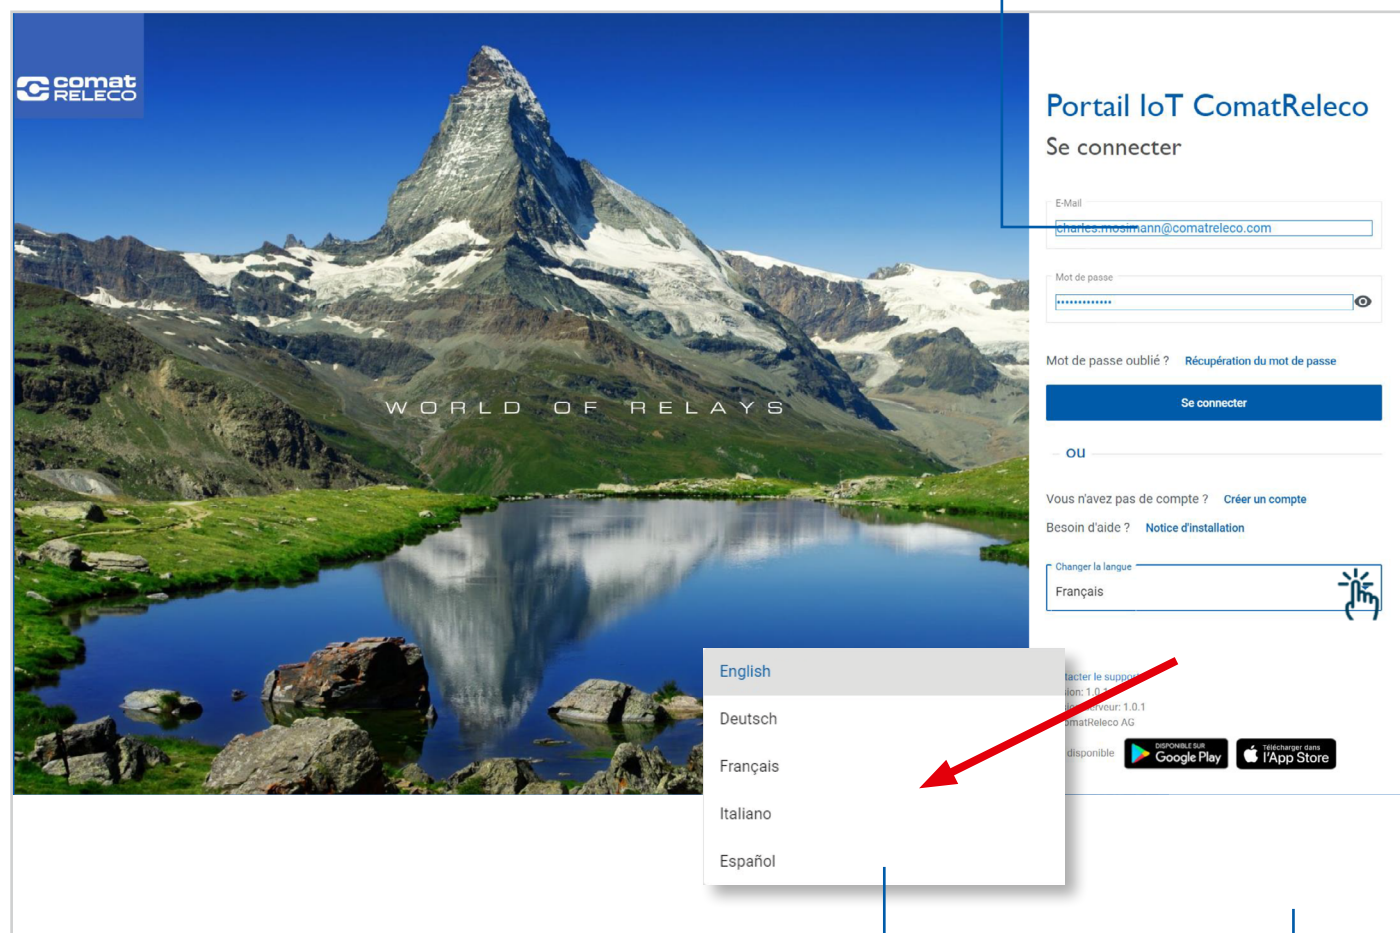 comat
RELECO
WORLD OF RELAYS
Portail IoT ComatReleco
Se connecter
E-Mail
charles.mosimann@comatreleco.com
Mot de passe
•••••••••••••
Mot de passe oublié ? Récupération du mot de passe
Se connecter
ou
Vous n'avez pas de compte ? Créer un compte
Besoin d'aide ? Notice d'installation
Changer la langue
Français
English
Deutsch
Français
Italiano
Español
le support
1.0.1
AG
disponible
DISPONIBLE SUR
Google Play
Télécharger dans
l'App Store